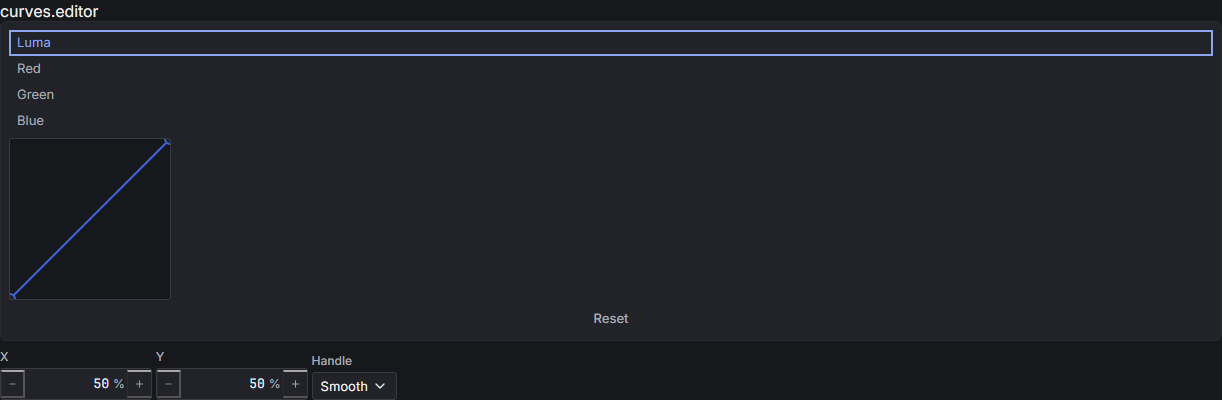 curves.editor
Luma
Red
Green
Blue
Reset
X Y Handle
− 50 % + − 50 % + Smooth